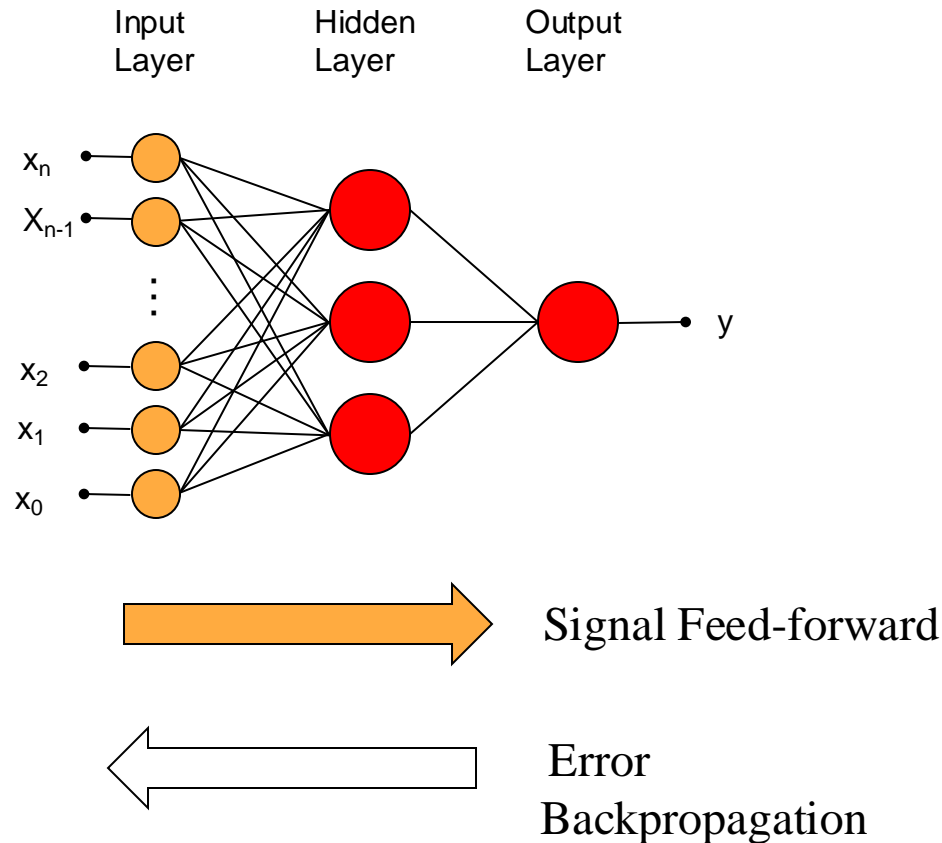 Input Layer
Hidden Layer
Output Layer
xₙ
Xₙ₋₁
⋮
x₂
x₁
x₀
y
Signal Feed-forward
Error
Backpropagation